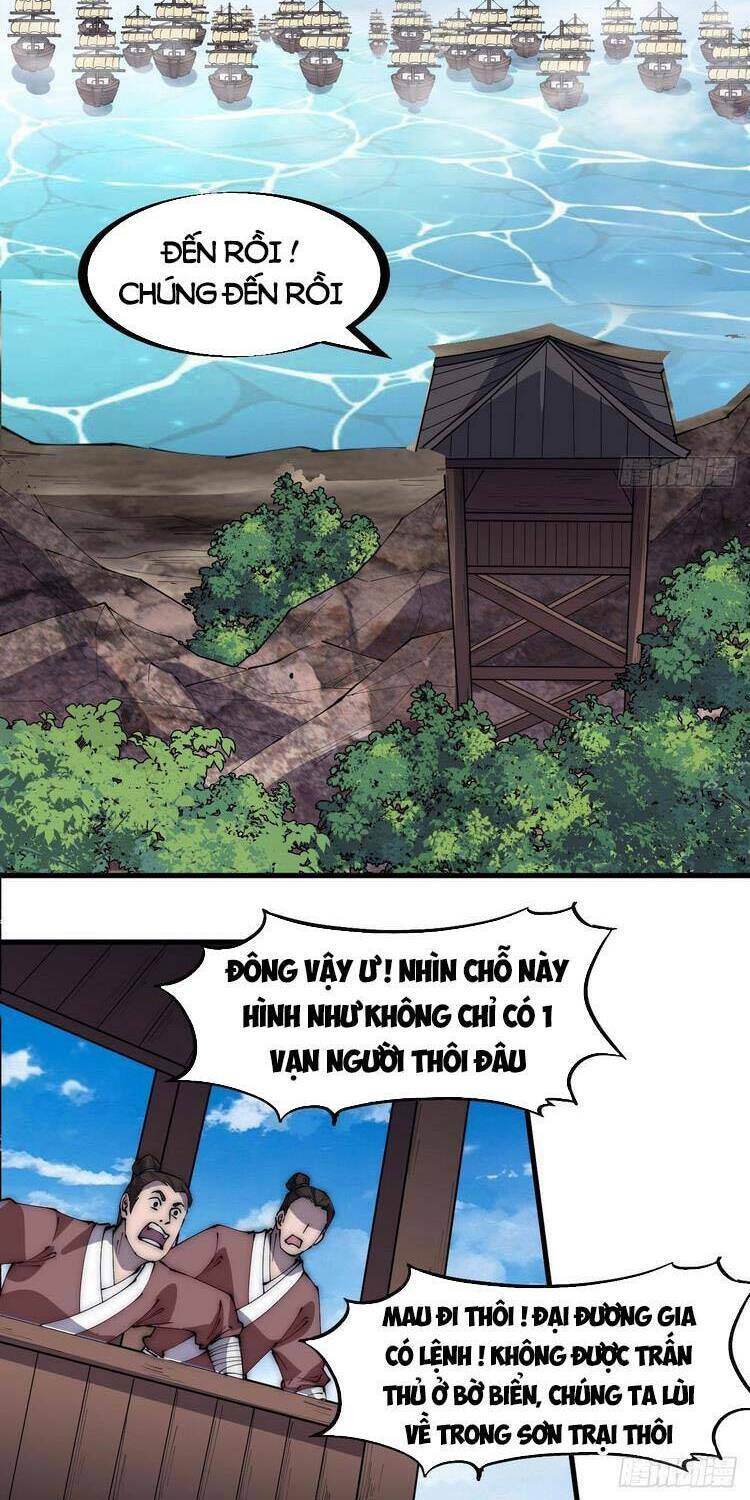 ĐẾN RỒI !
CHÚNG ĐẾN RỒI
ĐÔNG VẬY Ư ! NHÌN CHỖ NÀY
HÌNH NHƯ KHÔNG CHỈ CÓ 1
VẠN NGƯỜI THÔI ĐÂU
MAU ĐI THÔI ! ĐẠI ĐƯƠNG GIA
CÓ LỆNH ! KHÔNG ĐƯỢC TRẤN
THỦ Ở BỜ BIỂN, CHÚNG TA LÙI
VỀ TRONG SƠN TRẠI THÔI